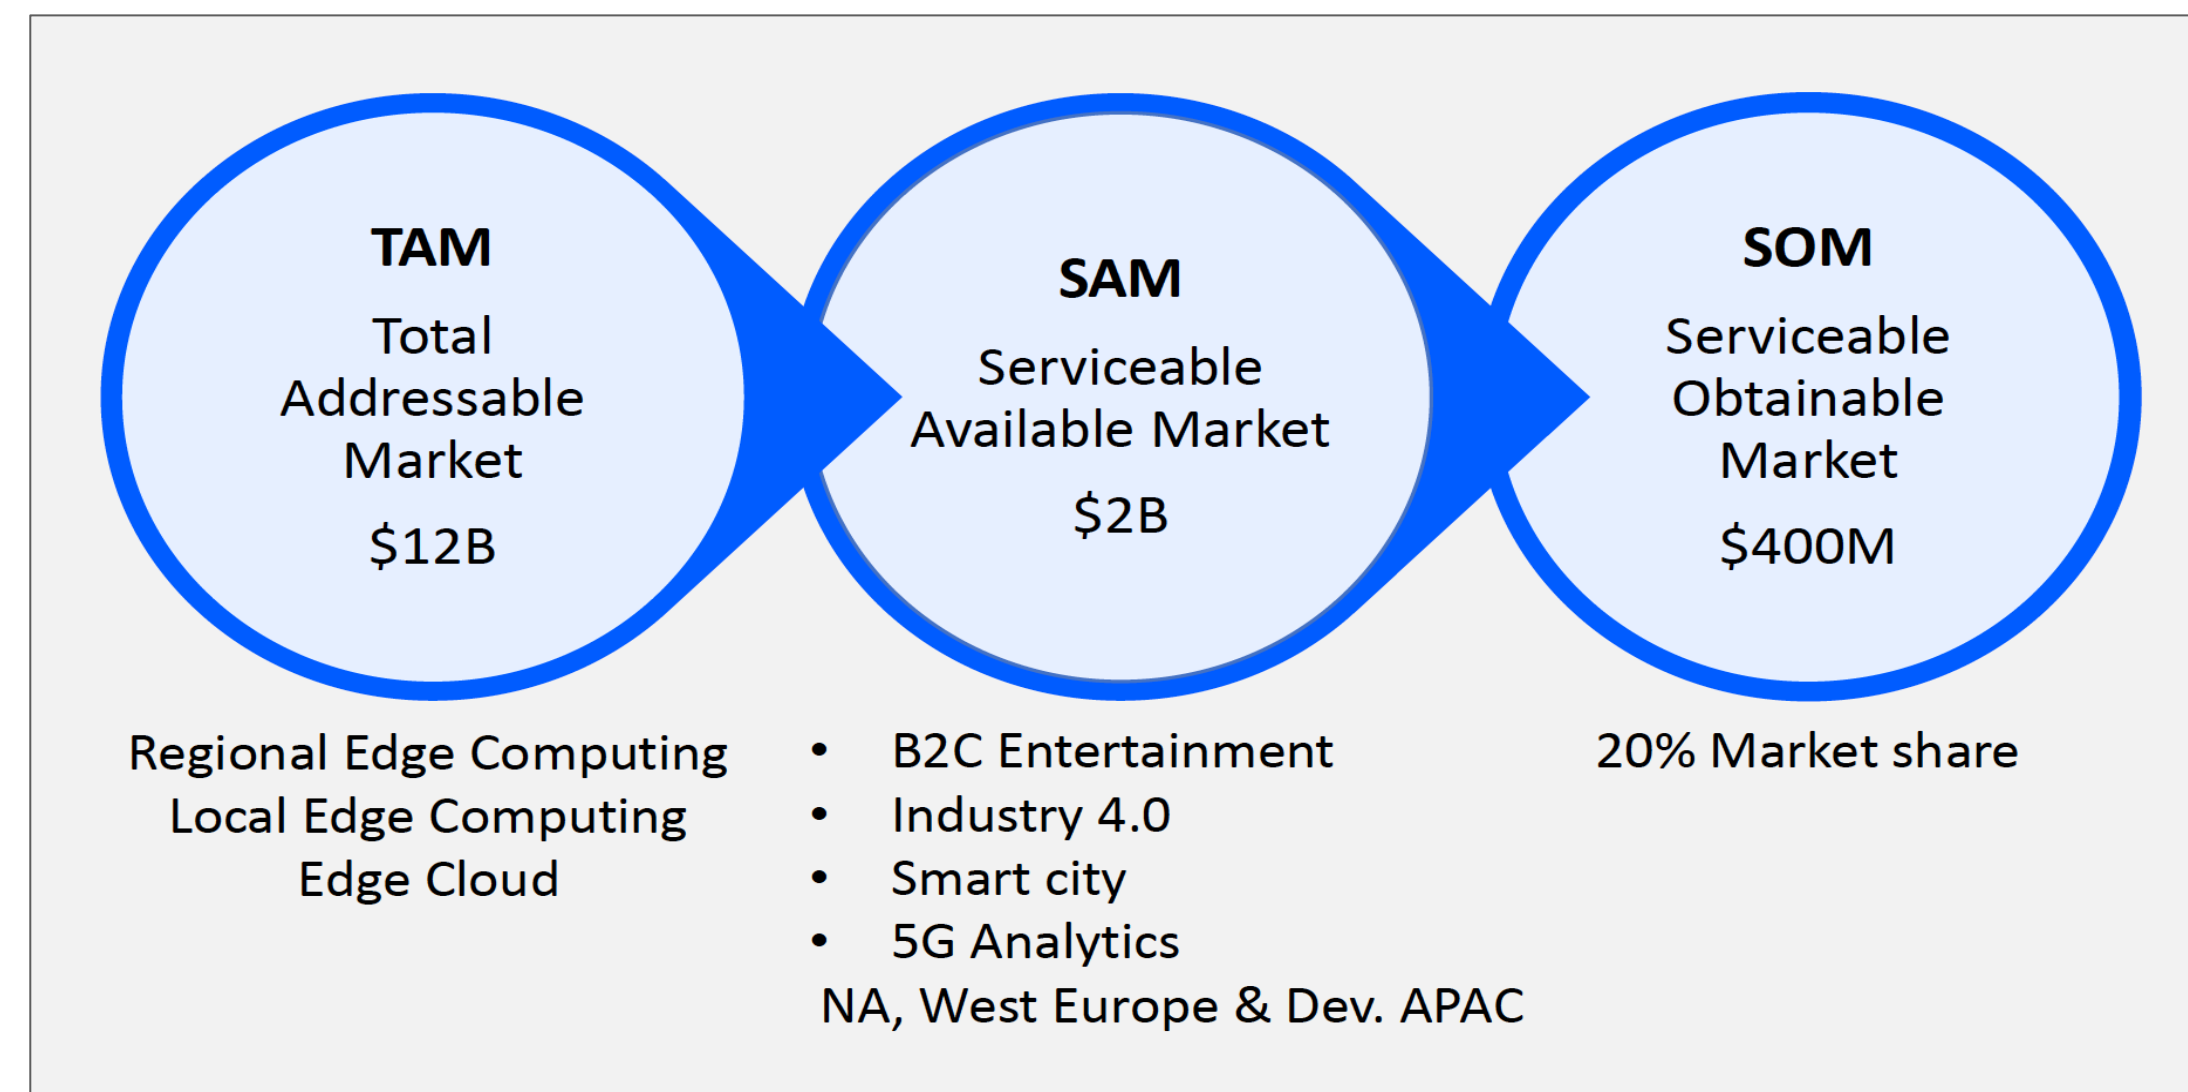 TAM
Total
Addressable
Market
$12B
Regional Edge Computing
Local Edge Computing
Edge Cloud
SAM
Serviceable
Available Market
$2B
• B2C Entertainment
• Industry 4.0
• Smart city
• 5G Analytics
NA, West Europe & Dev. APAC
SOM
Serviceable
Obtainable
Market
$400M
20% Market share